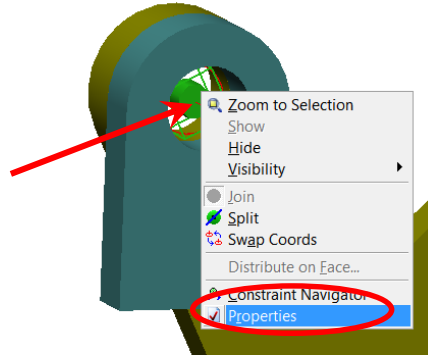 Zoom to Selection
Show
Hide
Visibility
Join
Split
Swap Coords
Distribute on Face...
Constraint Navigator
Properties